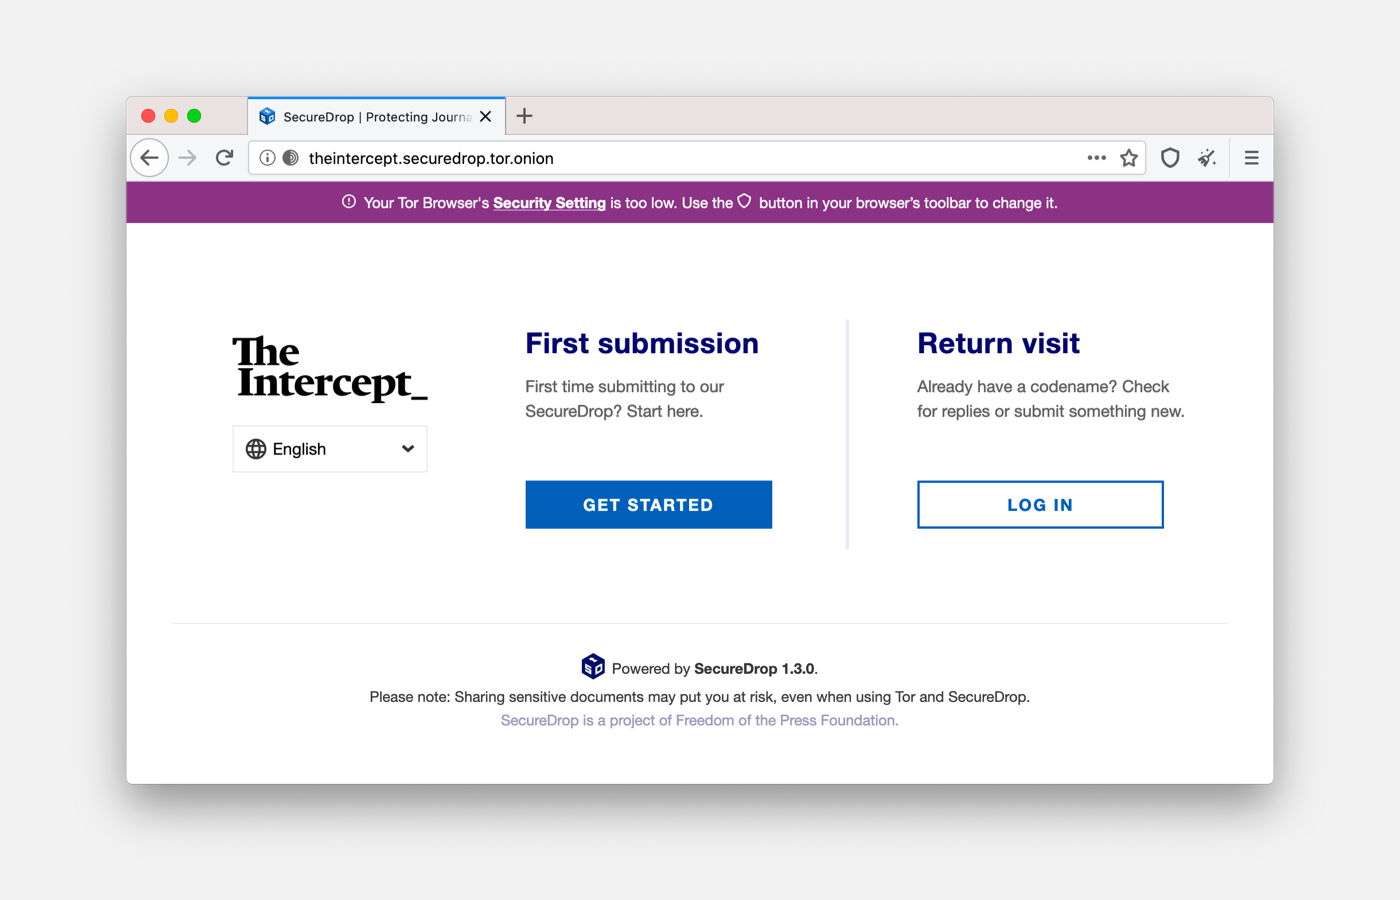 SecureDrop | Protecting Journa
theintercept.securedrop.tor.onion
Your Tor Browser's Security Setting is too low. Use the button in your browser's toolbar to change it.
The
Intercept_
English
First submission
First time submitting to our
SecureDrop? Start here.
GET STARTED
Return visit
Already have a codename? Check
for replies or submit something new.
LOG IN
Powered by SecureDrop 1.3.0.
Please note: Sharing sensitive documents may put you at risk, even when using Tor and SecureDrop.
SecureDrop is a project of Freedom of the Press Foundation.